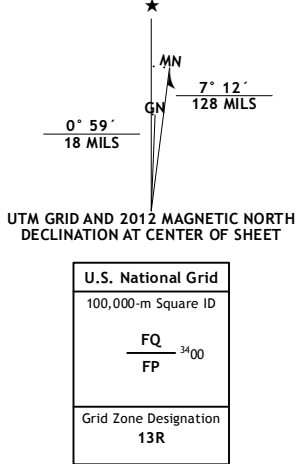 ★
MN
7° 12´
128 MILS
GN
0° 59´
18 MILS
UTM GRID AND 2012 MAGNETIC NORTH
DECLINATION AT CENTER OF SHEET
U.S. National Grid
100,000-m Square ID
FQ
³⁴00
FP
Grid Zone Designation
13R